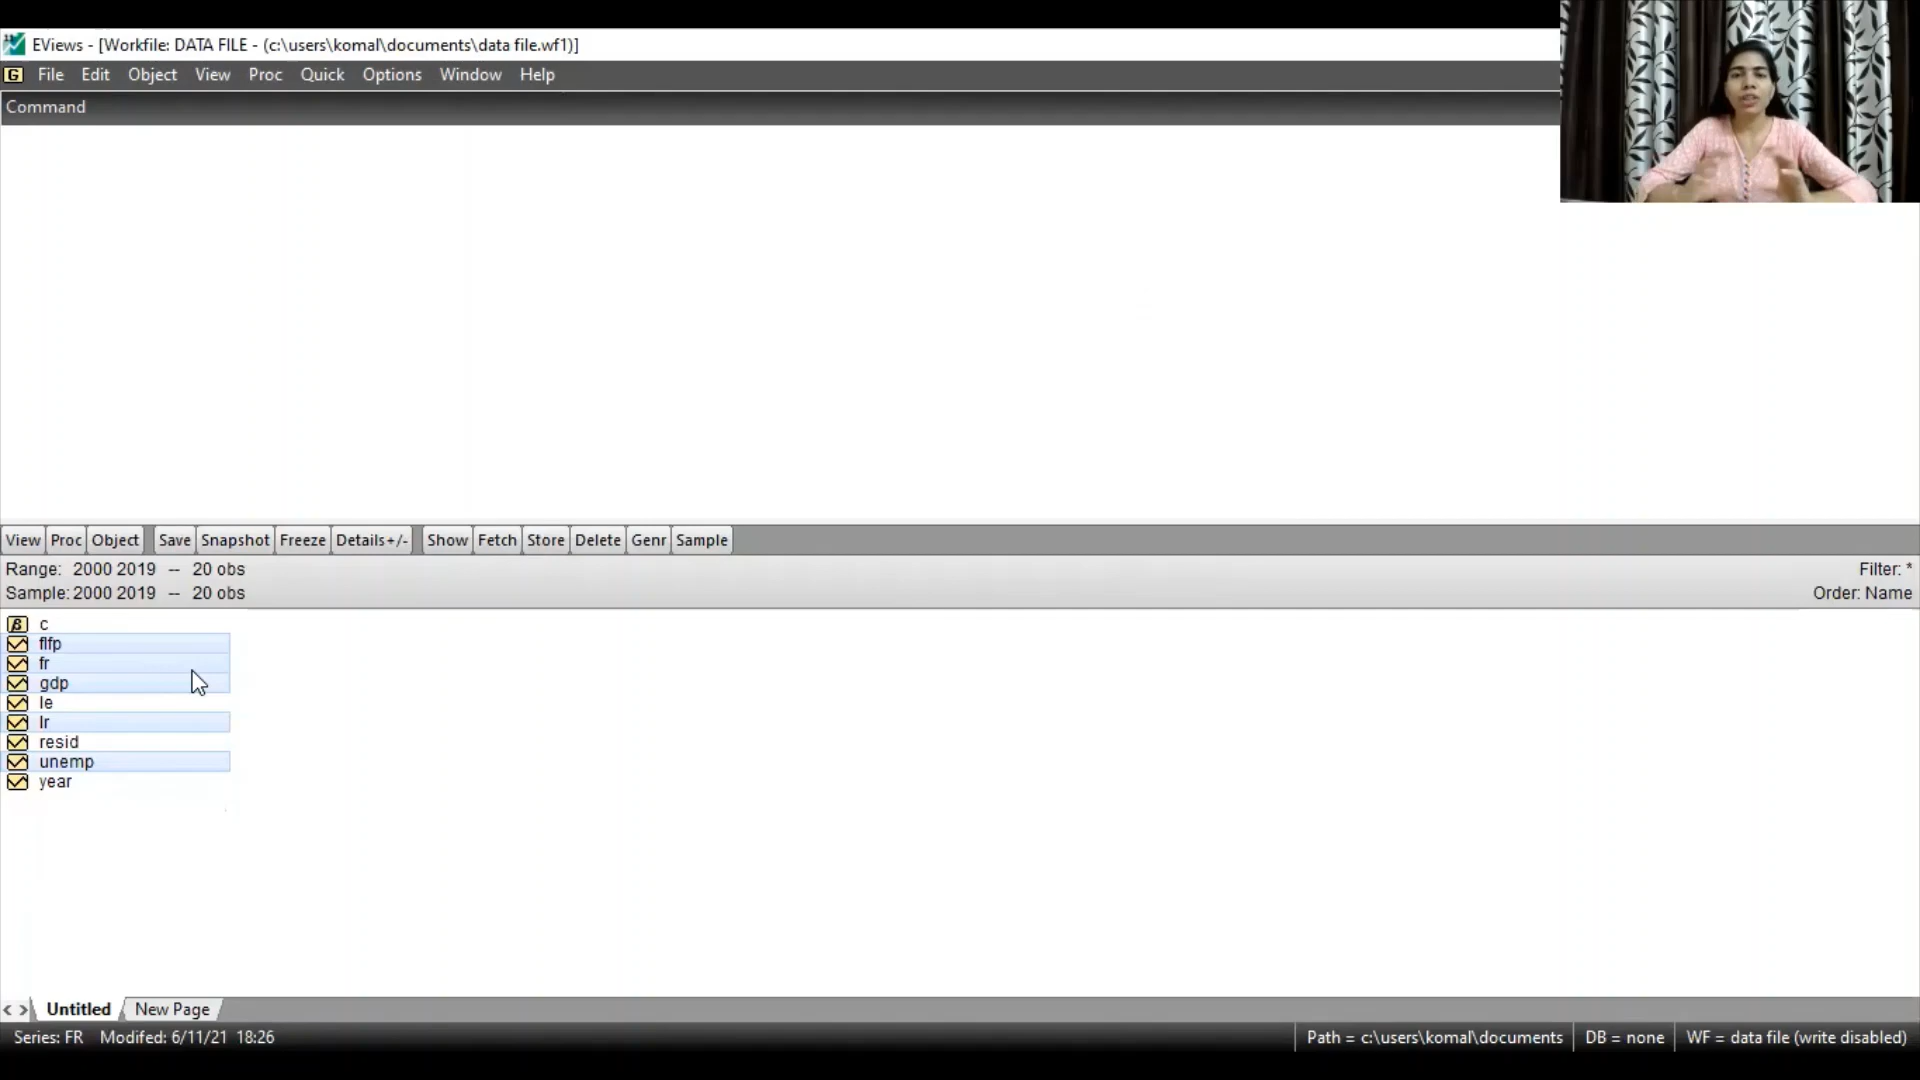 EViews - [Workfile: DATA FILE - (c:\users\komal\documents\data file.wf1)]
G File Edit Object View Proc Quick Options Window Help
Command
View Proc Object Save Snapshot Freeze Details+/- Show Fetch Store Delete Genr Sample
Range: 2000 2019 -- 20 obs Filter: *
Sample: 2000 2019 -- 20 obs Order: Name
β c
flfp
fr
gdp
le
lr
resid
unemp
year
< > Untitled New Page
Series: FR Modifed: 6/11/21 18:26 Path = c:\users\komal\documents DB = none WF = data file (write disabled)